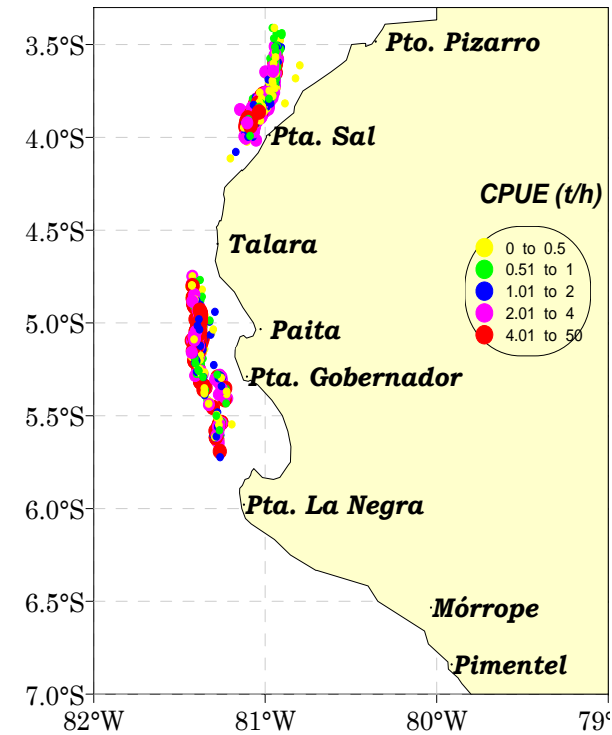 3.5°S
Pto. Pizarro
4.0°S
Pta. Sal
CPUE (t/h)
4.5°S
Talara
0 to 0.5
0.51 to 1
1.01 to 2
2.01 to 4
4.01 to 50
5.0°S
Paita
Pta. Gobernador
5.5°S
6.0°S
Pta. La Negra
6.5°S
Mórrope
Pimentel
7.0°S
82°W
81°W
80°W
79°